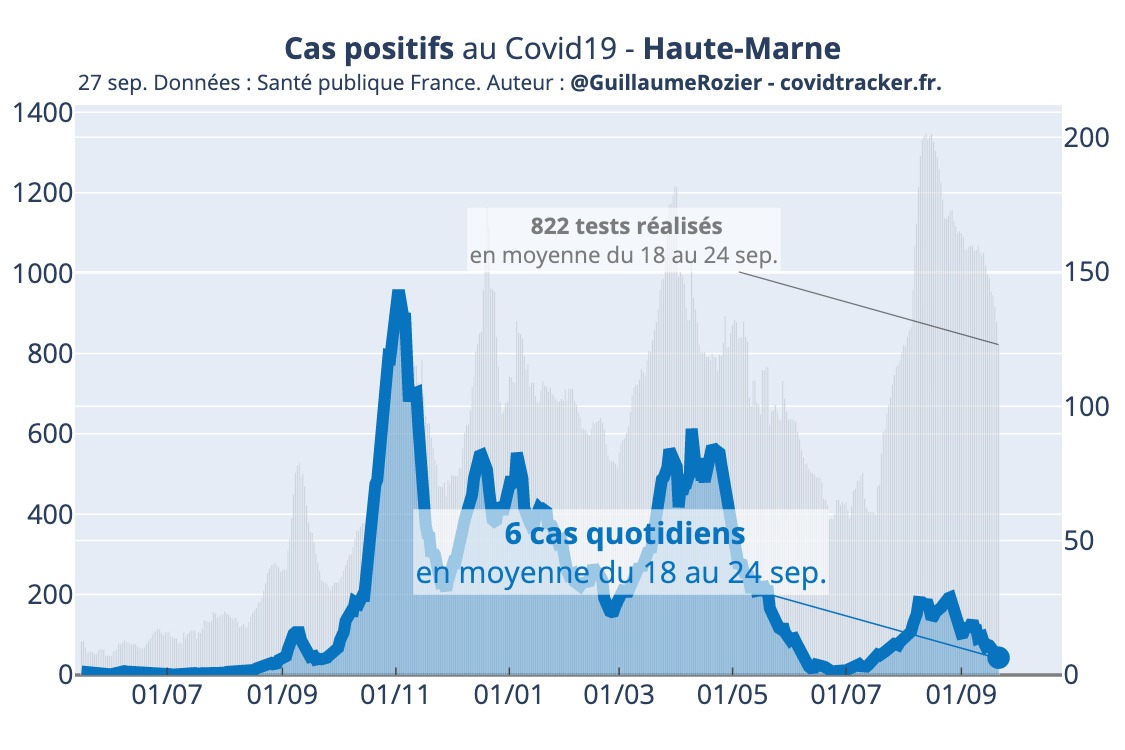 Cas positifs au Covid19 - Haute-Marne
27 sep. Données : Santé publique France. Auteur : @GuillaumeRozier - covidtracker.fr.
1400
1200
1000
800
600
400
200
0
200
150
100
50
0
822 tests réalisés
en moyenne du 18 au 24 sep.
6 cas quotidiens
en moyenne du 18 au 24 sep.
01/07 01/09 01/11 01/01 01/03 01/05 01/07 01/09